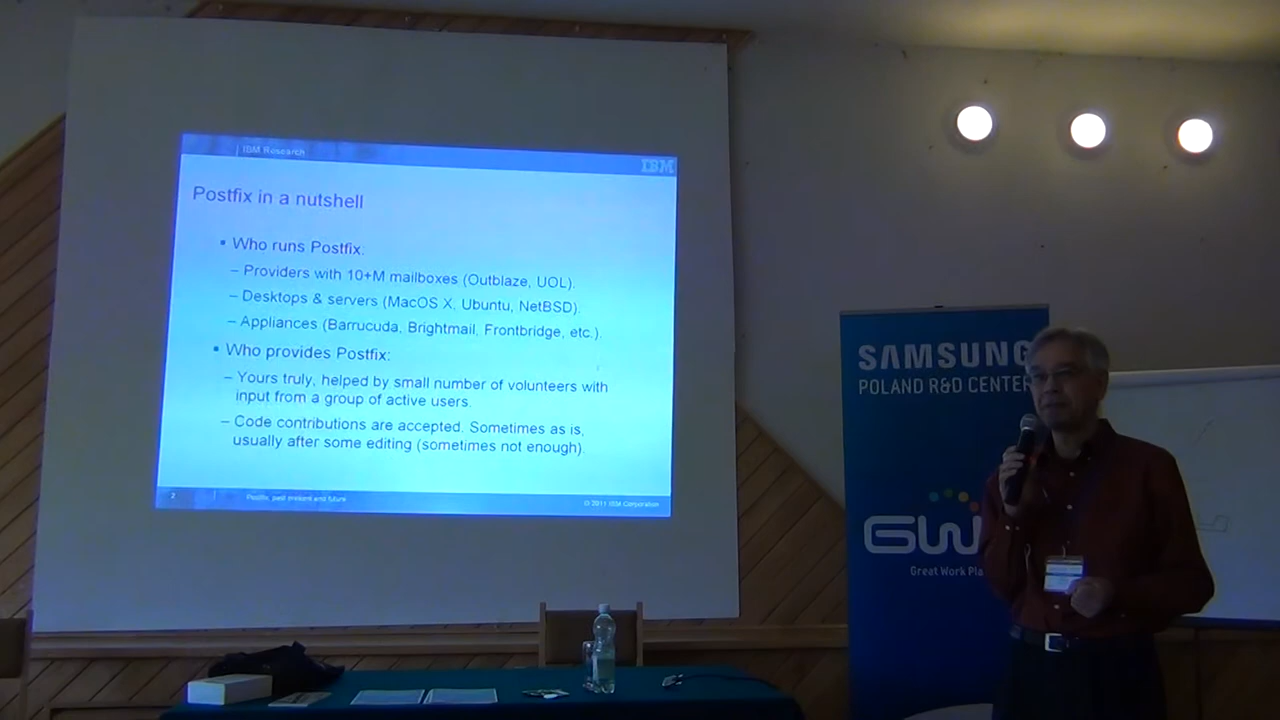 IBM Research
IBM
Postfix in a nutshell
▪ Who runs Postfix:
– Providers with 10+M mailboxes (Outblaze, UOL).
– Desktops & servers (MacOS X, Ubuntu, NetBSD).
– Appliances (Barrucuda, Brightmail, Frontbridge, etc.).
▪ Who provides Postfix:
– Yours truly, helped by small number of volunteers with
input from a group of active users.
– Code contributions are accepted. Sometimes as is,
usually after some editing (sometimes not enough).
2
Postfix, past present and future
© 2011 IBM Corporation
SAMSUNG
POLAND R&D CENTER
GW
Great Work Pla